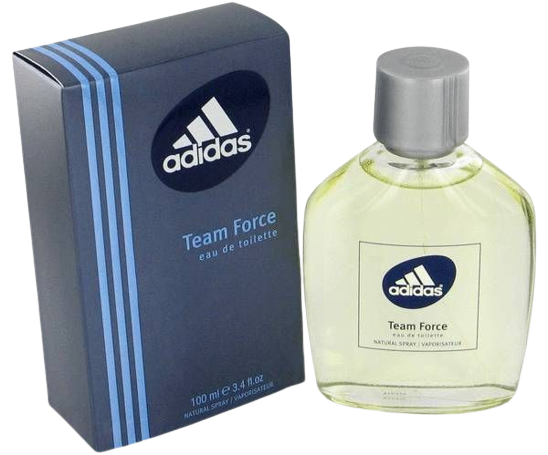 adidas®
Team Force
eau de toilette
100 ml e 3.4 fl.oz
NATURAL SPRAY / VAPORISATEUR
adidas
Team Force
eau de toilette
NATURAL SPRAY / VAPORISATEUR